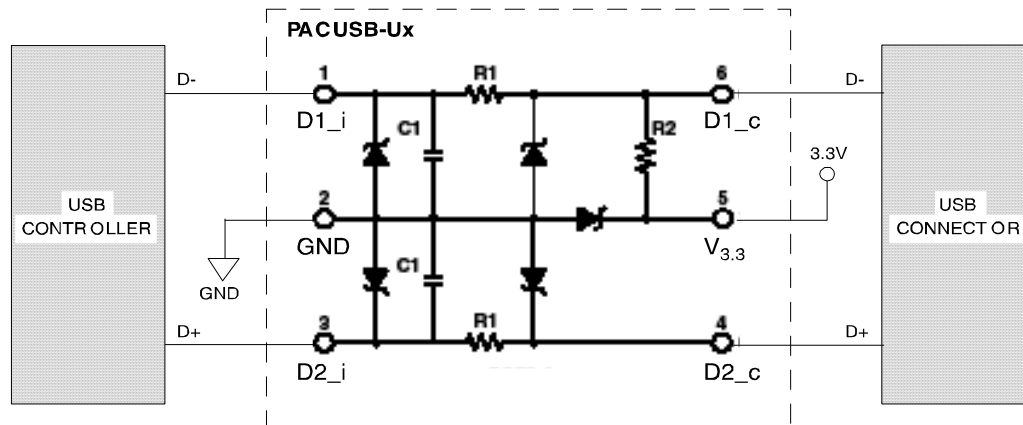 PACUSB-Ux
D-
1
R1
6
D-
D1_i
C1
D1_c
R2
3.3V
USB
CONTROLLER
2
5
USB
CONNECTOR
GND
V3.3
GND
C1
D+
3
R1
4
D+
D2_i
D2_c